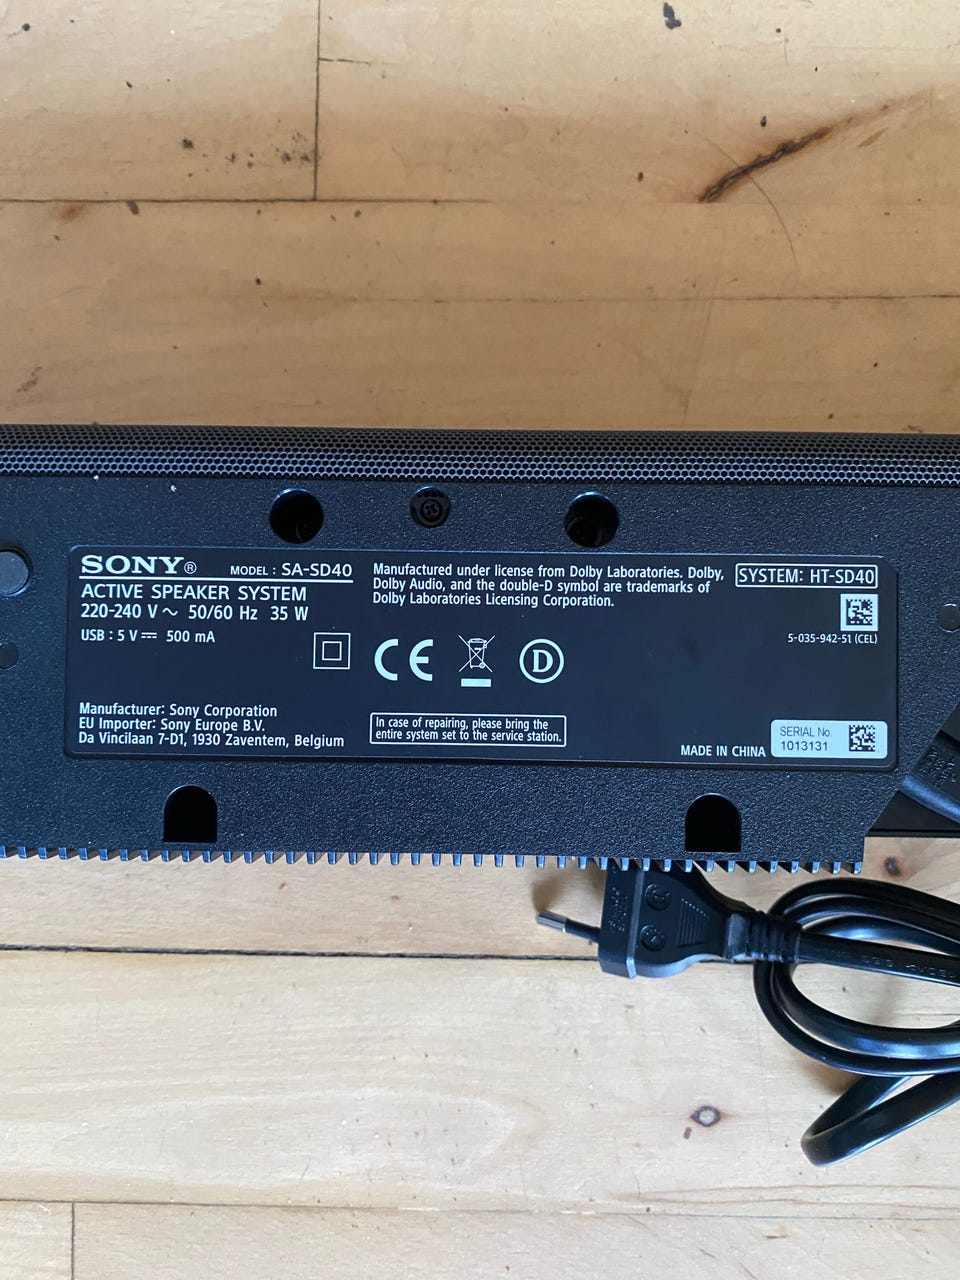 SONY®
MODEL : SA-SD40
ACTIVE SPEAKER SYSTEM
220-240 V ~ 50/60 Hz 35 W
USB : 5 V ⎓ 500 mA
Manufactured under license from Dolby Laboratories. Dolby,
Dolby Audio, and the double-D symbol are trademarks of
Dolby Laboratories Licensing Corporation.
SYSTEM: HT-SD40
5-035-942-51 (CEL)
CE
D
Manufacturer: Sony Corporation
EU Importer: Sony Europe B.V.
Da Vincilaan 7-D1, 1930 Zaventem, Belgium
In case of repairing, please bring the
entire system set to the service station.
MADE IN CHINA
SERIAL No.
1013131